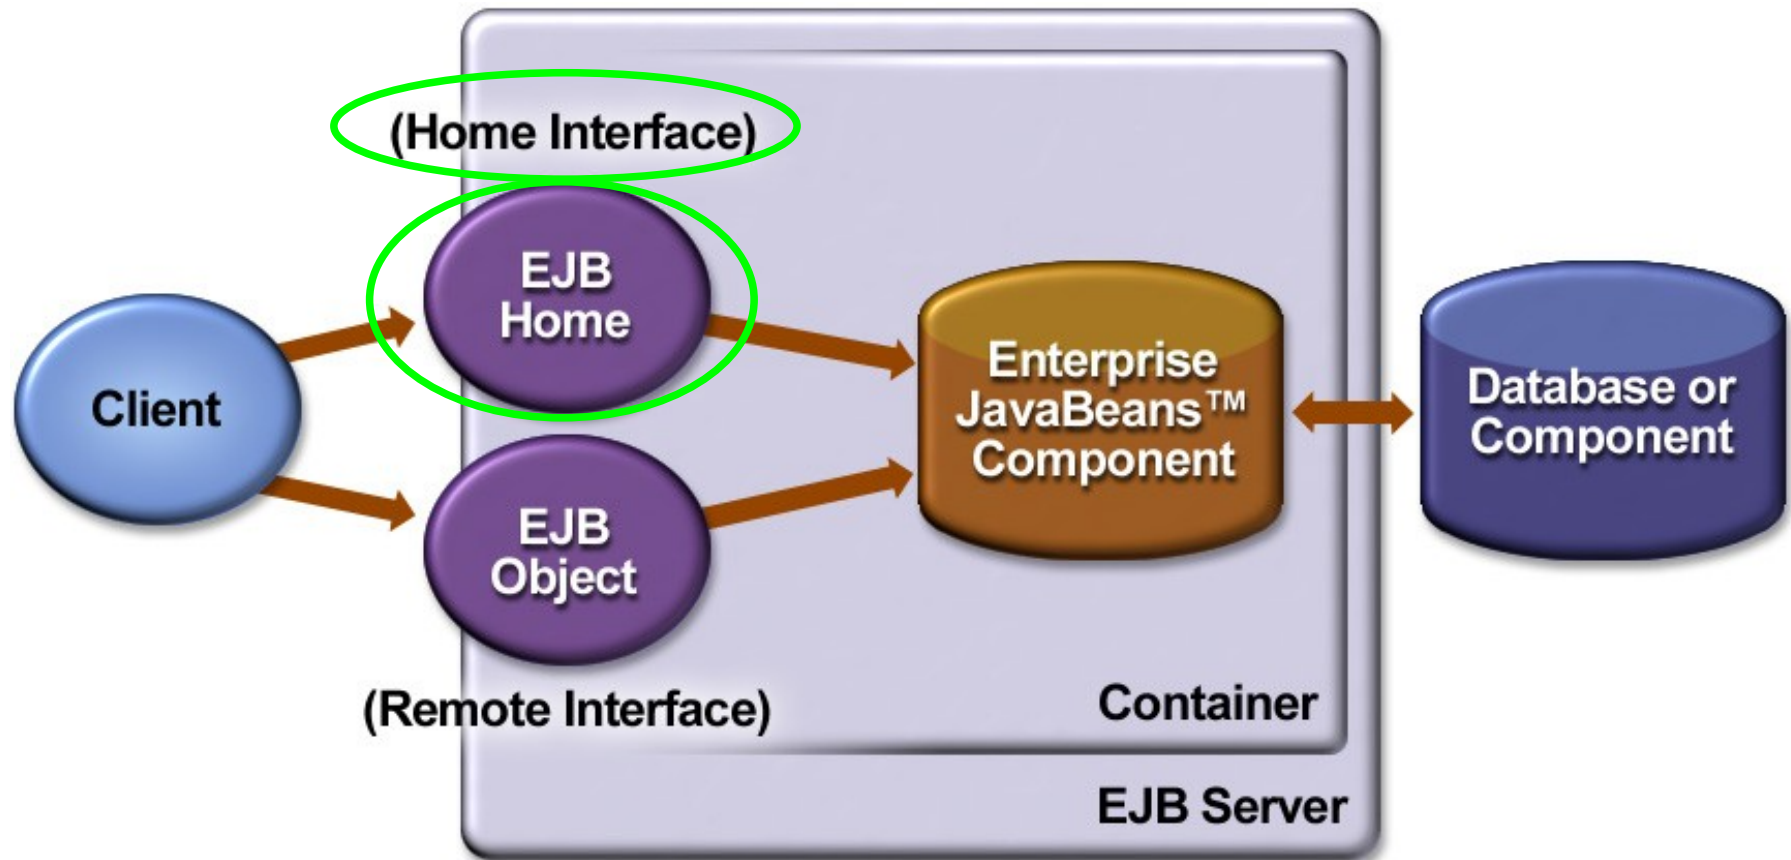 (Home Interface)
EJB
Home
Client
EJB
Object
(Remote Interface)
Enterprise
JavaBeans™
Component
Database or
Component
Container
EJB Server